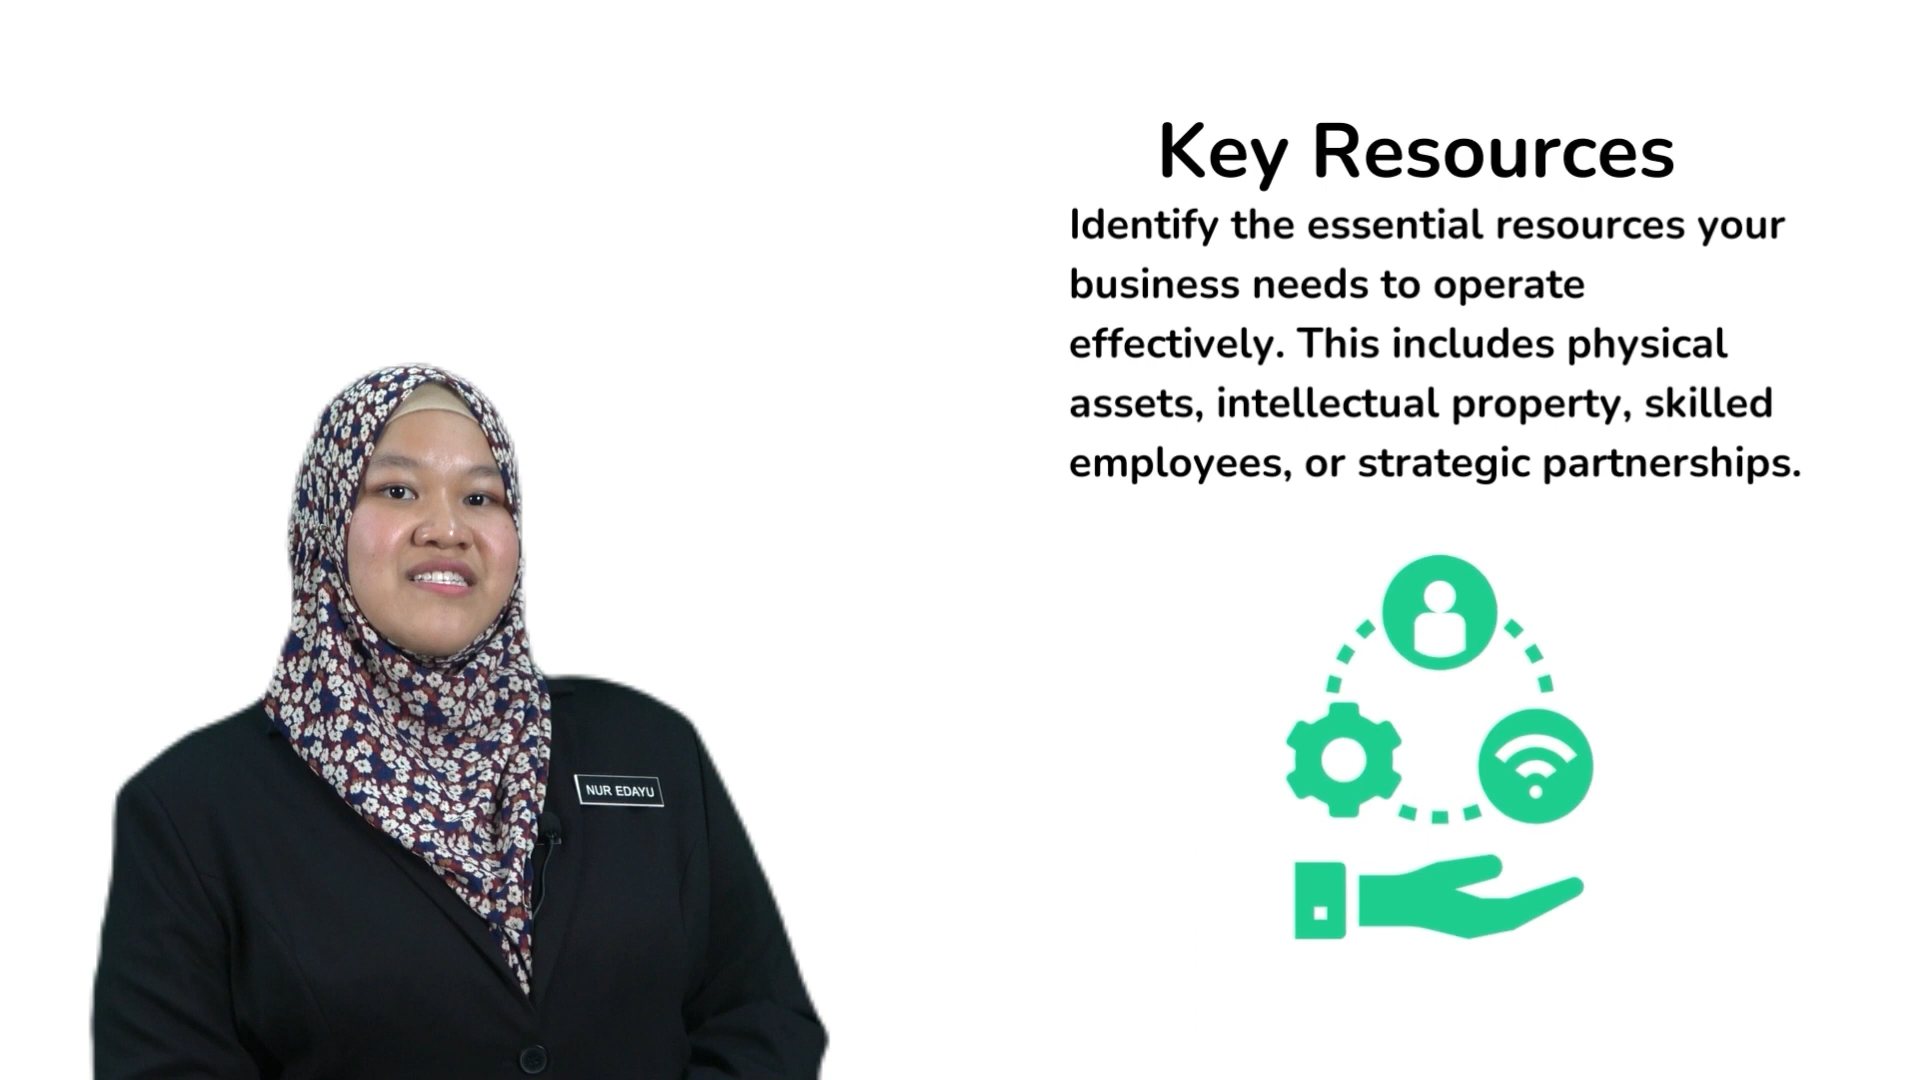 Key Resources
Identify the essential resources your
business needs to operate
effectively. This includes physical
assets, intellectual property, skilled
employees, or strategic partnerships.
NUR EDAYU